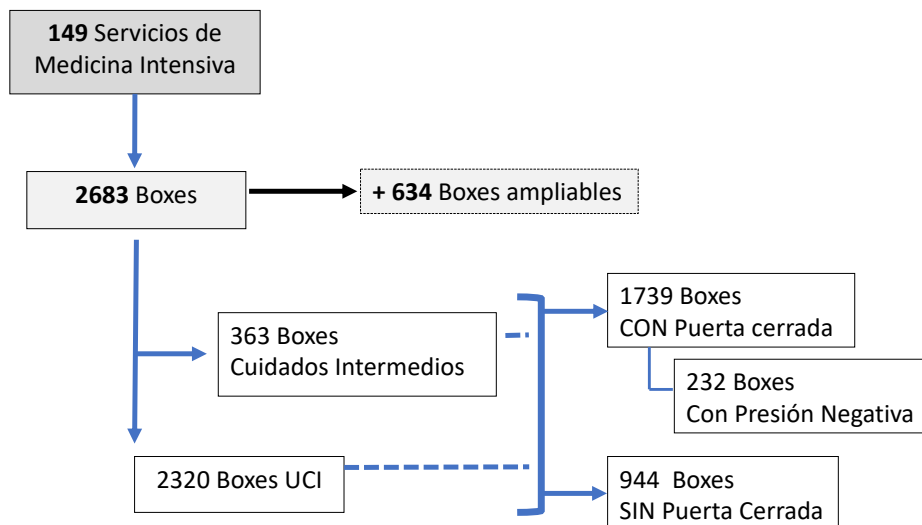 149 Servicios de
Medicina Intensiva
2683 Boxes
+ 634 Boxes ampliables
363 Boxes
Cuidados Intermedios
2320 Boxes UCI
1739 Boxes
CON Puerta cerrada
232 Boxes
Con Presión Negativa
944 Boxes
SIN Puerta Cerrada